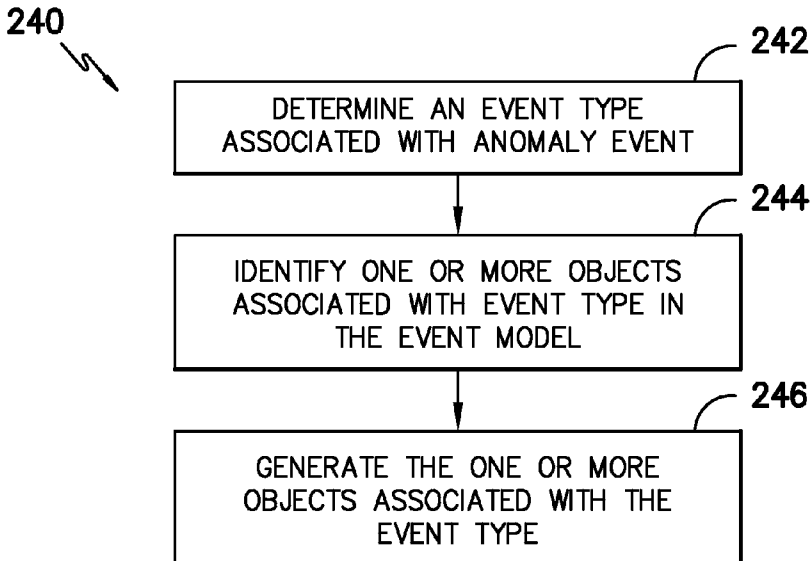 240
242
DETERMINE AN EVENT TYPE
ASSOCIATED WITH ANOMALY EVENT
244
IDENTIFY ONE OR MORE OBJECTS
ASSOCIATED WITH EVENT TYPE IN
THE EVENT MODEL
246
GENERATE THE ONE OR MORE
OBJECTS ASSOCIATED WITH THE
EVENT TYPE